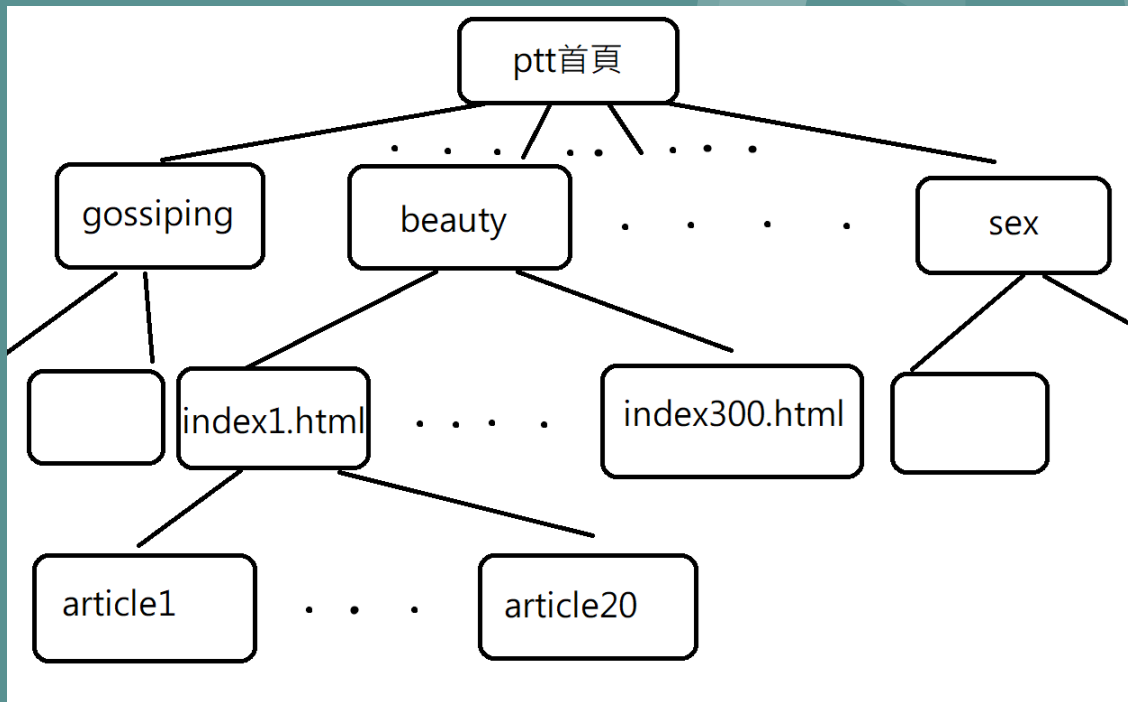 ptt首頁
gossiping
beauty
sex
index1.html
index300.html
article1
article20